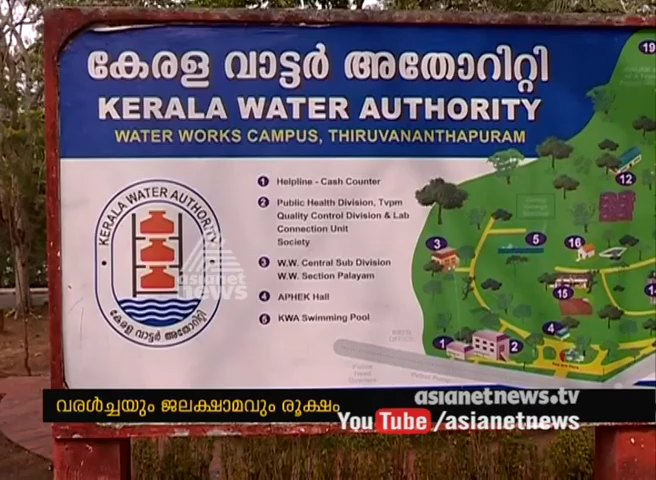 കേരള വാട്ടർ അതോറിറ്റി
KERALA WATER AUTHORITY
WATER WORKS CAMPUS, THIRUVANANTHAPURAM
KERALA WATER AUTHORITY
കേരള വാട്ടർ അതോറിറ്റി
1 Helpline - Cash Counter
2 Public Health Division, Tvpm
Quality Control Division & Lab
Connection Unit
Society
3 W.W. Central Sub Division
W.W. Section Palayam
4 APHEK Hall
5 KWA Swimming Pool
19
12
3
5
16
15
4
1
2
asianet
news
വരൾച്ചയും ജലക്ഷാമവും രൂക്ഷം
asianetnews.tv
YouTube/asianetnews